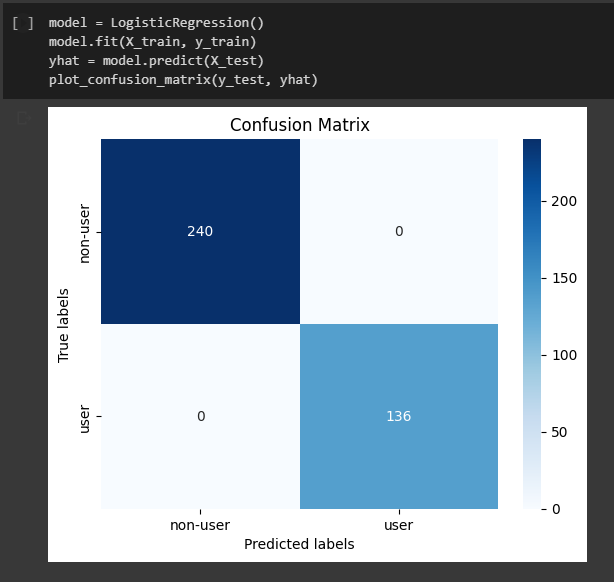 [ ] model = LogisticRegression()
model.fit(X_train, y_train)
yhat = model.predict(X_test)
plot_confusion_matrix(y_test, yhat)
Confusion Matrix
True labels
non-user
240
0
user
0
136
non-user
user
Predicted labels
200
150
100
50
0